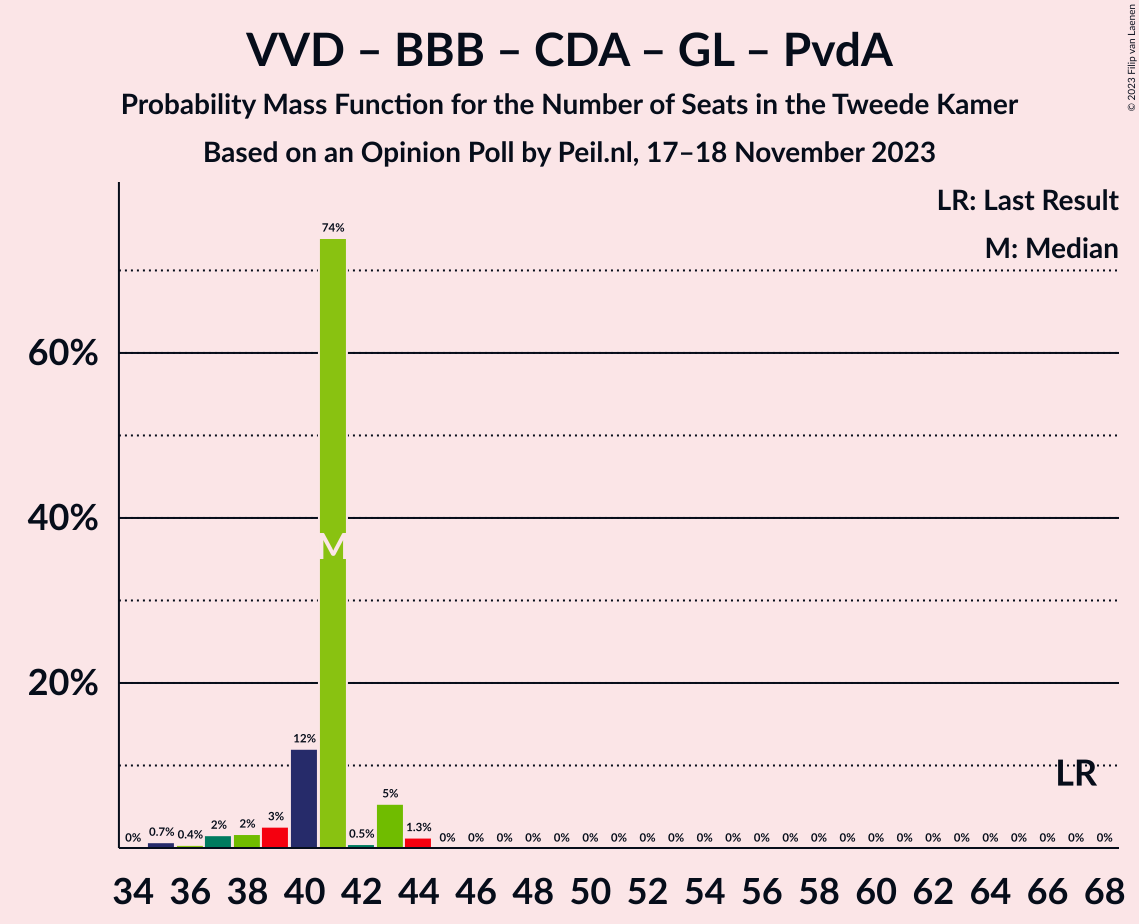 VVD – BBB – CDA – GL – PvdA
Probability Mass Function for the Number of Seats in the Tweede Kamer
Based on an Opinion Poll by Peil.nl, 17–18 November 2023
© 2023 Filip van Laenen
LR: Last Result
M: Median
74%
60%
40%
M
20%
12%
LR
5%
0% 0.7% 0.4% 2% 2% 3% 0.5% 1.3% 0% 0% 0% 0% 0% 0% 0% 0% 0% 0% 0% 0% 0% 0% 0% 0% 0% 0% 0% 0% 0% 0% 0% 0%
34 36 38 40 42 44 46 48 50 52 54 56 58 60 62 64 66 68